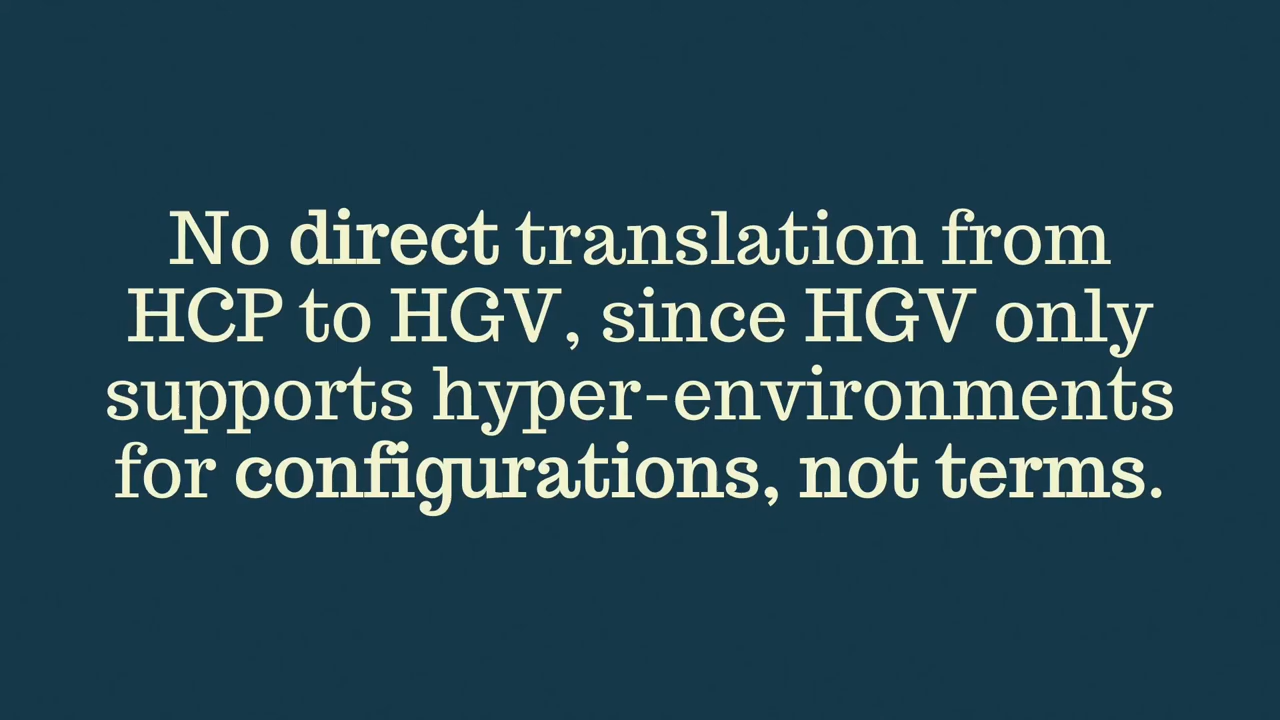 No direct translation from
HCP to HGV, since HGV only
supports hyper-environments
for configurations, not terms.